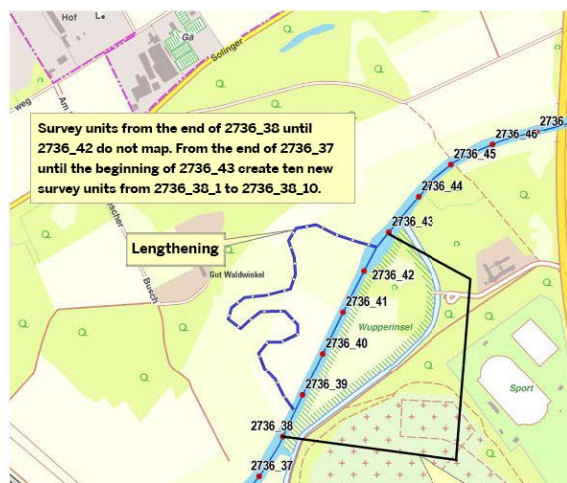 Hof
Ga
Solinger
weg
Am
Survey units from the end of 2736_38 until
2736_42 do not map. From the end of 2736_37
until the beginning of 2736_43 create ten new
survey units from 2736_38_1 to 2736_38_10.
2736_
2736_46
2736_45
2736_44
2736_43
Lengthening
Gut Waldwinkel
Busch
2736_42
2736_41
Wupperinsel
2736_40
2736_39
Sport
2736_38
2736_37